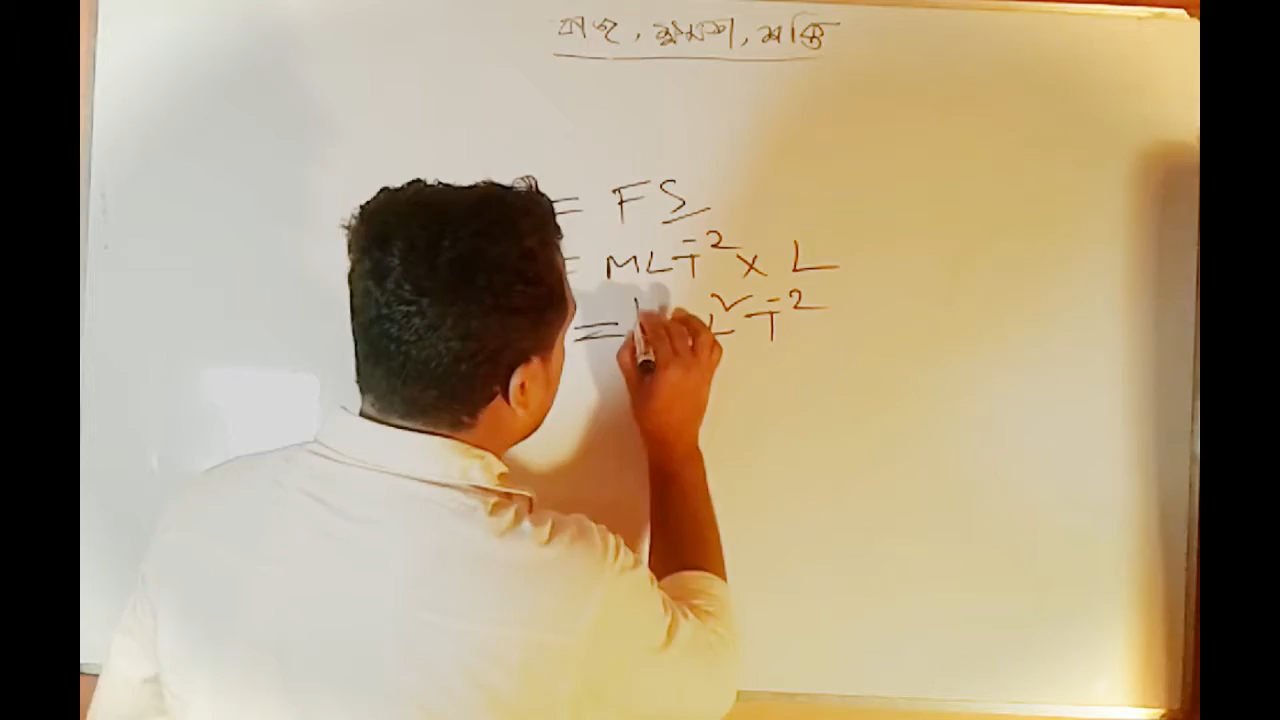 কাজ, ক্ষমতা, শক্তি
= FS
= MLT⁻² x L
= L²T⁻²